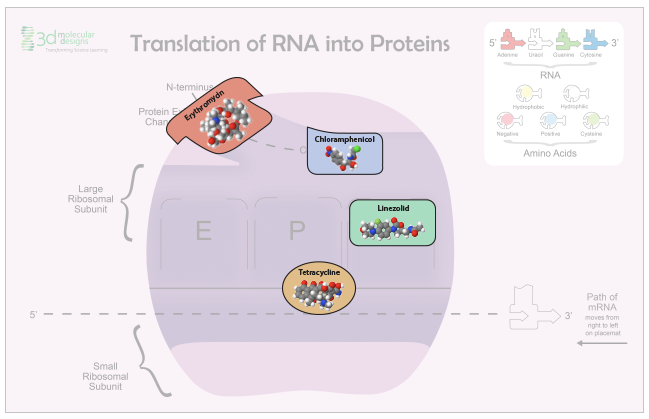 3d molecular
designs
Transforming Science Learning
Translation of RNA into Proteins
5'
3'
Adenine
Uracil
Guanine
Cytosine
RNA
Hydrophobic
Hydrophilic
Negative
Positive
Cysteine
Amino Acids
N-terminus
Protein
Erythromycin
Chloramphenicol
Large
Ribosomal
Subunit
Linezolid
E
P
Tetracycline
5'
3'
Path of
mRNA
moves from
right to left
on placemat
Small
Ribosomal
Subunit